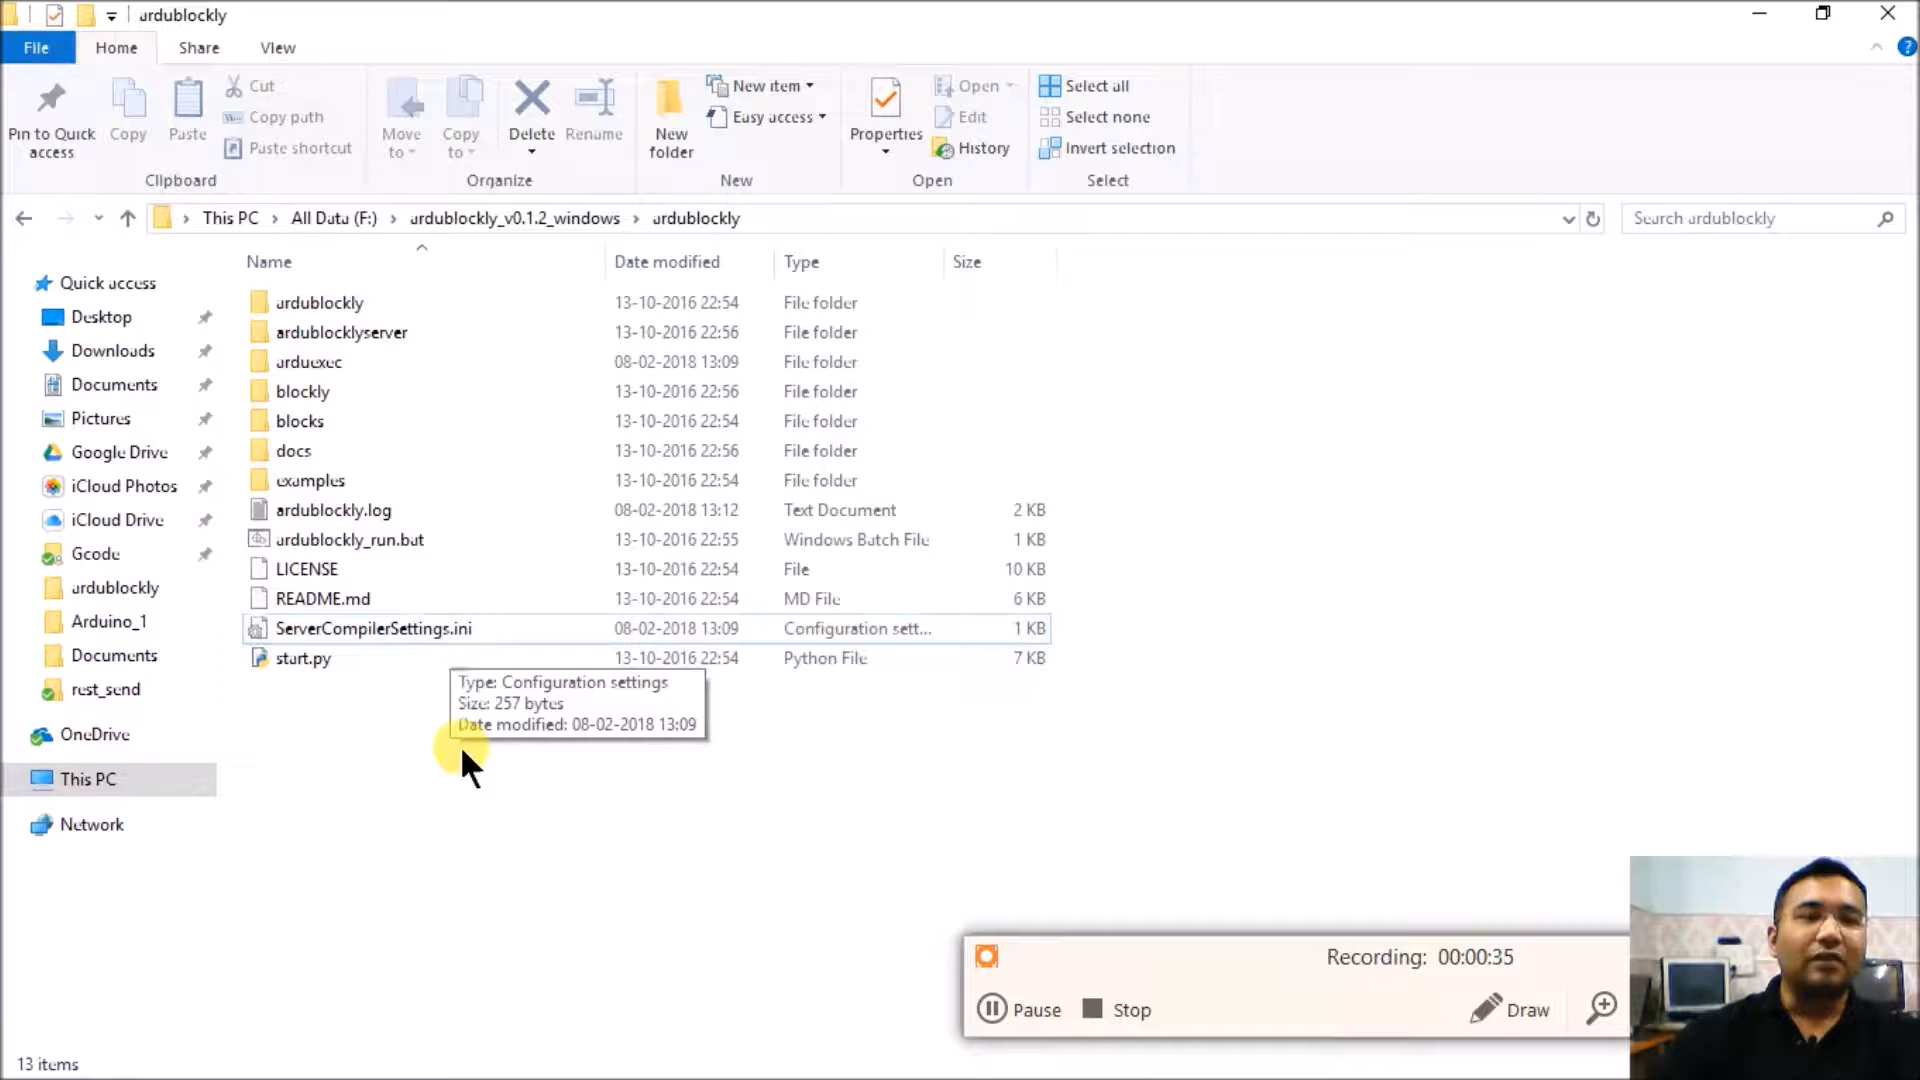 ardublockly
File
Home
Share
View
Pin to Quick access
Copy
Paste
Cut
Copy path
Paste shortcut
Clipboard
Move to
Copy to
Delete
Rename
Organize
New folder
New item
Easy access
New
Properties
Open
Edit
History
Open
Select all
Select none
Invert selection
Select
This PC > All Data (F:) > ardublockly_v0.1.2_windows > ardublockly
Search ardublockly
Name Date modified Type Size
ardublockly 13-10-2016 22:54 File folder
ardublocklyserver 13-10-2016 22:56 File folder
arduexec 08-02-2018 13:09 File folder
blockly 13-10-2016 22:56 File folder
blocks 13-10-2016 22:54 File folder
docs 13-10-2016 22:56 File folder
examples 13-10-2016 22:54 File folder
ardublockly.log 08-02-2018 13:12 Text Document 2 KB
ardublockly_run.bat 13-10-2016 22:55 Windows Batch File 1 KB
LICENSE 13-10-2016 22:54 File 10 KB
README.md 13-10-2016 22:54 MD File 6 KB
ServerCompilerSettings.ini 08-02-2018 13:09 Configuration sett... 1 KB
start.py 13-10-2016 22:54 Python File 7 KB
Type: Configuration settings
Size: 257 bytes
Date modified: 08-02-2018 13:09
Quick access
Desktop
Downloads
Documents
Pictures
Google Drive
iCloud Photos
iCloud Drive
Gcode
ardublockly
Arduino_1
Documents
rest_send
OneDrive
This PC
Network
Recording: 00:00:35
Pause
Stop
Draw
13 items